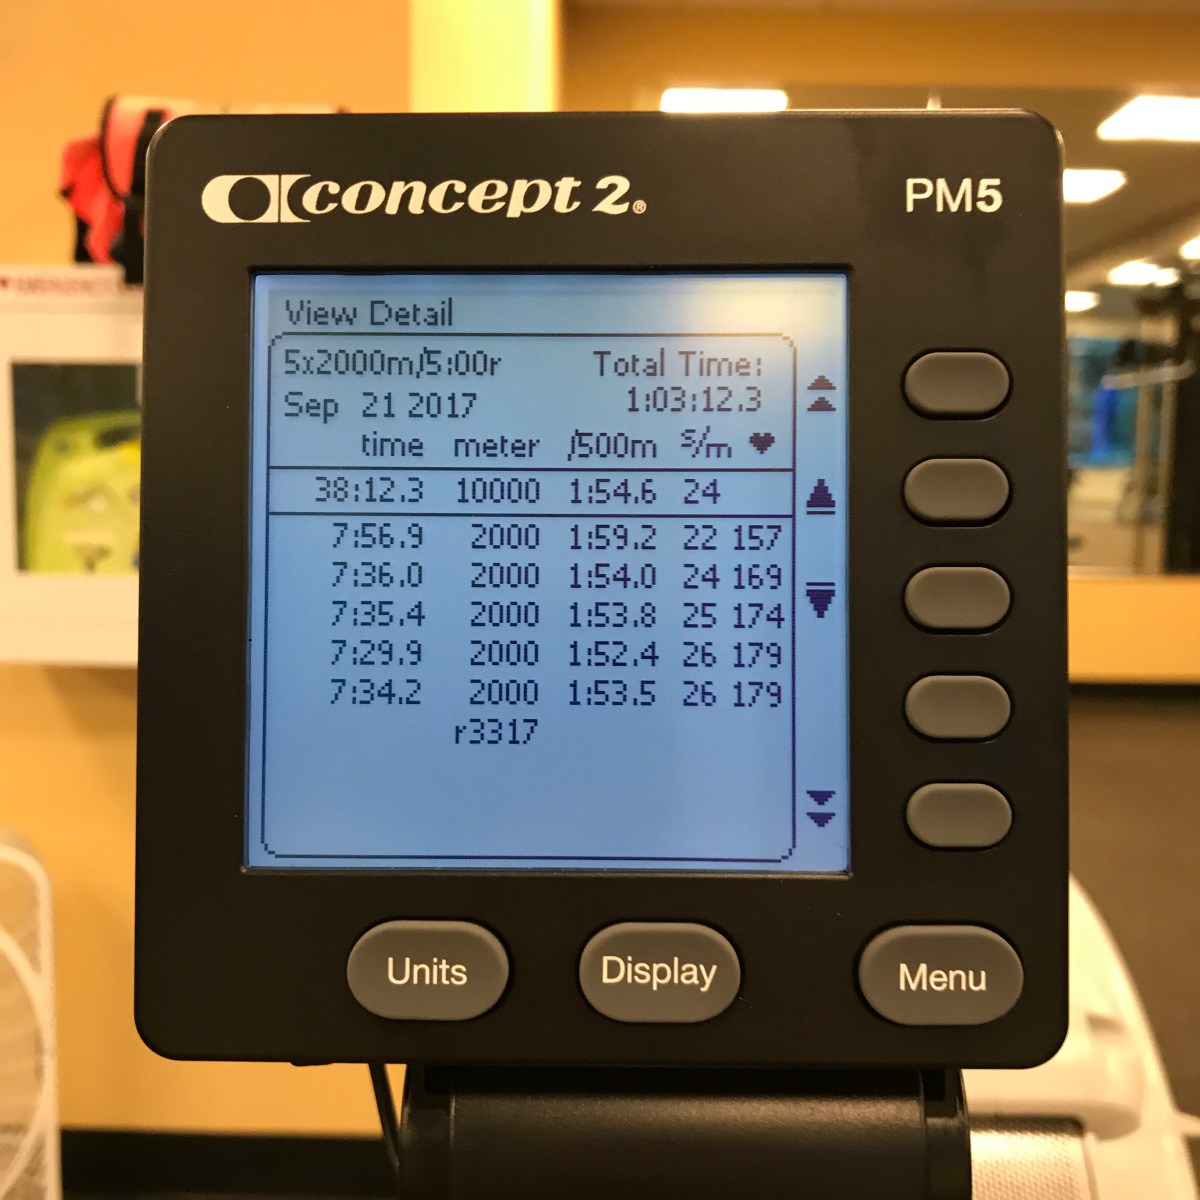 concept 2®
PM5
View Detail
5x2000m/5:00r Total Time:
Sep 21 2017 1:03:12.3
time meter /500m s/m ♥
38:12.3 10000 1:54.6 24
7:56.9 2000 1:59.2 22 157
7:36.0 2000 1:54.0 24 169
7:35.4 2000 1:53.8 25 174
7:29.9 2000 1:52.4 26 179
7:34.2 2000 1:53.5 26 179
r3317
Units Display Menu